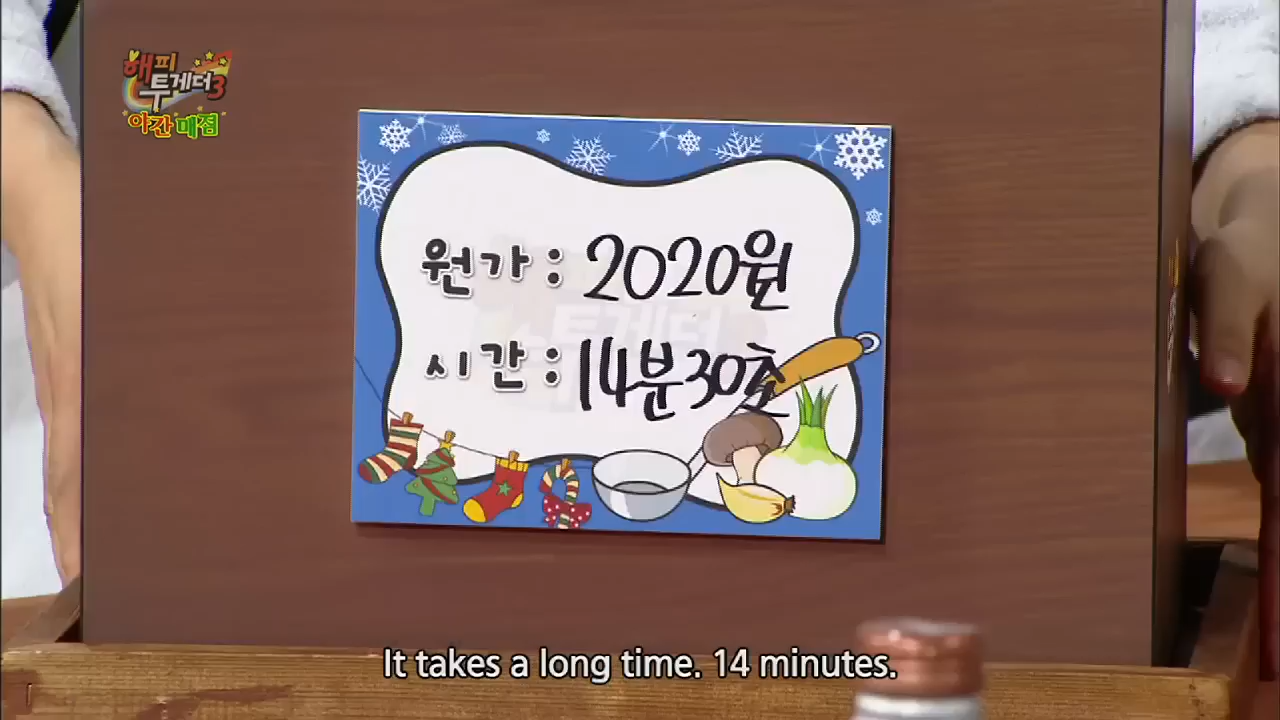 해피
투게더3
야간 매점
원가 : 2020원
시간 : 14분 30초
It takes a long time. 14 minutes.